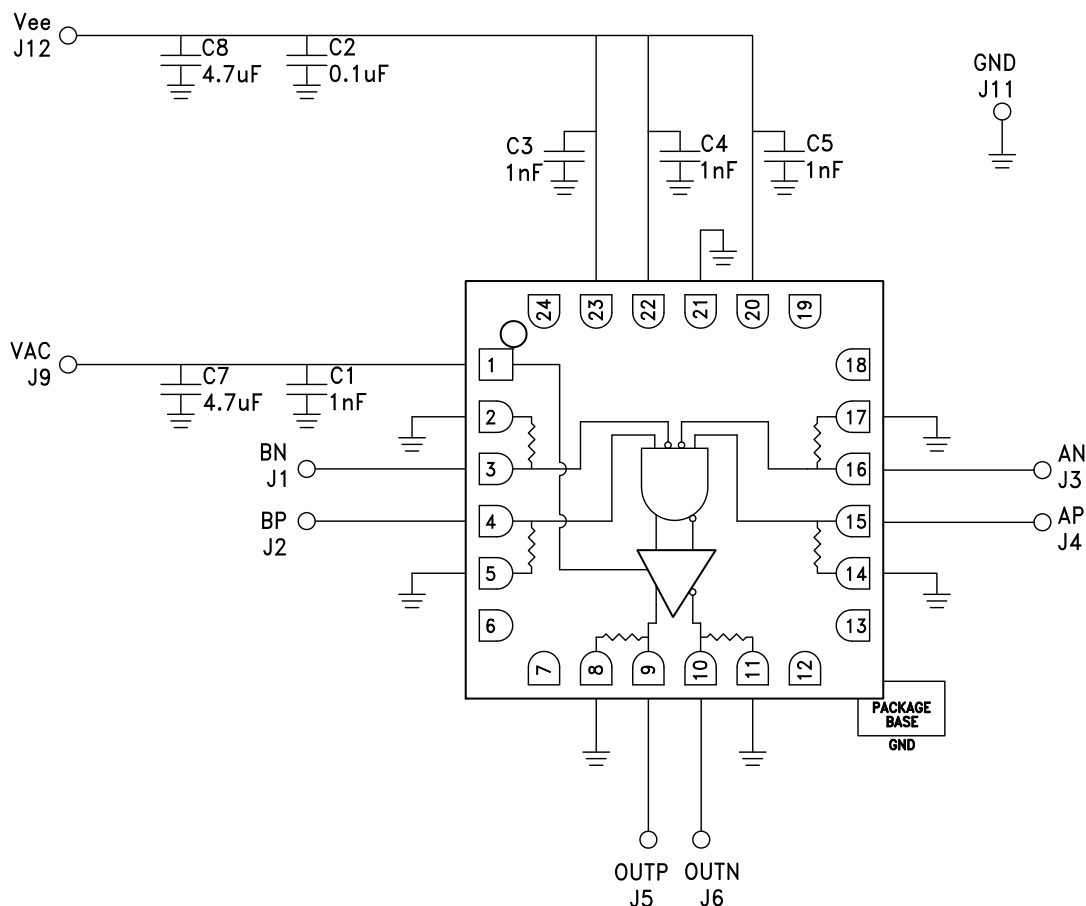 Vee
J12
C8
4.7uF
C2
0.1uF
GND
J11
C3
1nF
C4
1nF
C5
1nF
24
23
22
21
20
19
VAC
J9
C7
4.7uF
C1
1nF
1
18
2
17
BN
J1
3
16
AN
J3
BP
J2
4
15
AP
J4
5
14
6
13
7
8
9
10
11
12
PACKAGE
BASE
GND
OUTP
J5
OUTN
J6